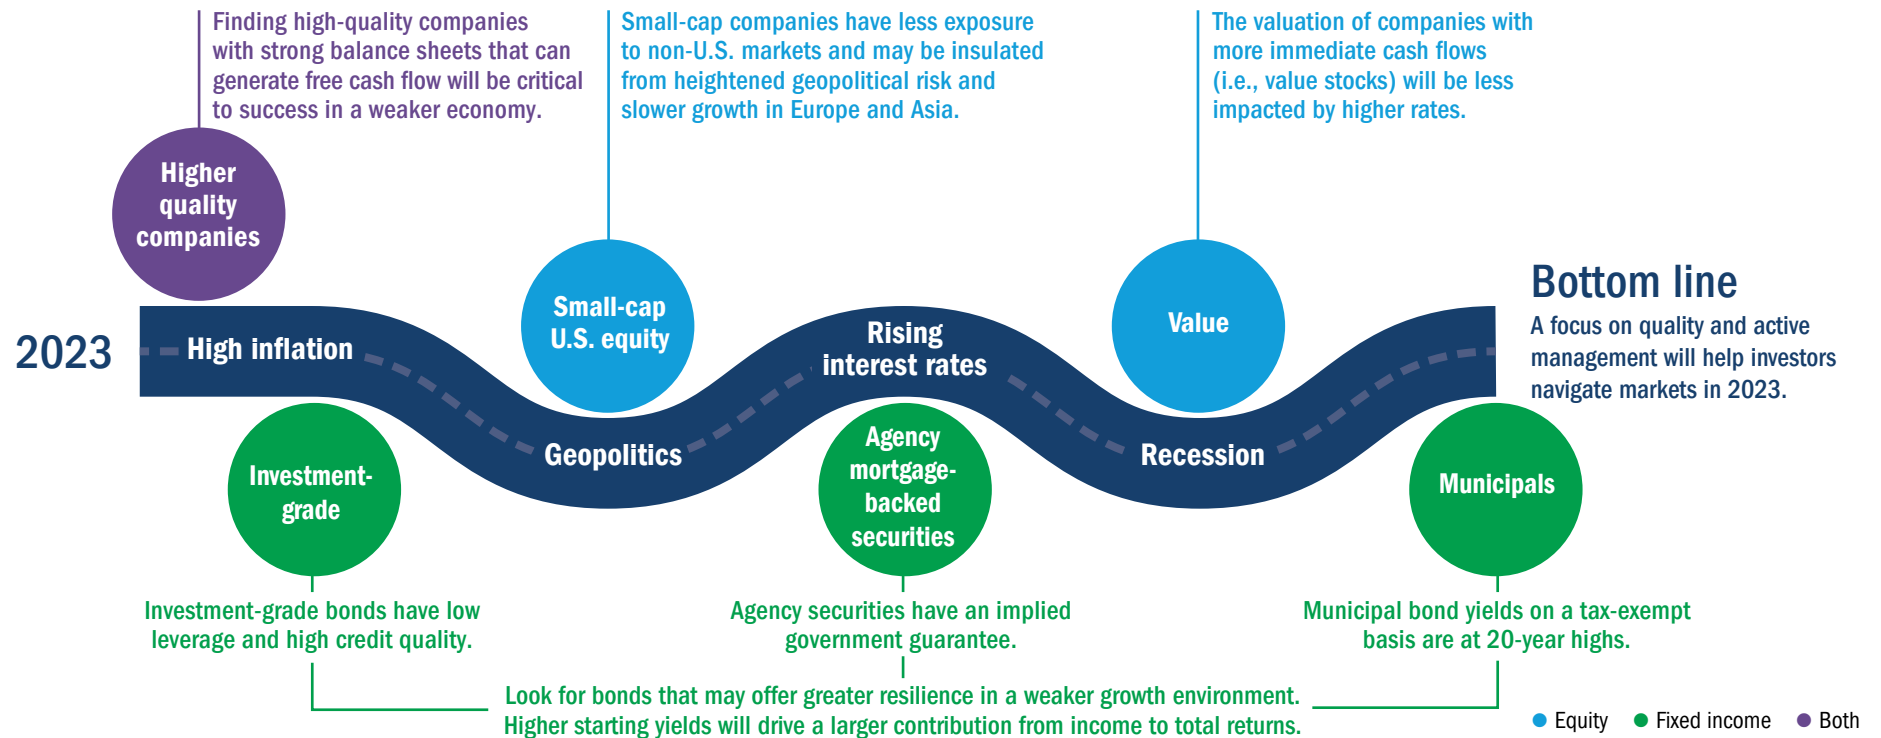 Finding high-quality companies
with strong balance sheets that can
generate free cash flow will be critical
to success in a weaker economy.
Small-cap companies have less exposure
to non-U.S. markets and may be insulated
from heightened geopolitical risk and
slower growth in Europe and Asia.
The valuation of companies with
more immediate cash flows
(i.e., value stocks) will be less
impacted by higher rates.
Higher
quality
companies
Small-cap
U.S. equity
Value
2023
High inflation
Geopolitics
Rising
interest rates
Recession
Bottom line
A focus on quality and active
management will help investors
navigate markets in 2023.
Investment-
grade
Agency
mortgage-
backed
securities
Municipals
Investment-grade bonds have low
leverage and high credit quality.
Agency securities have an implied
government guarantee.
Municipal bond yields on a tax-exempt
basis are at 20-year highs.
Look for bonds that may offer greater resilience in a weaker growth environment.
Higher starting yields will drive a larger contribution from income to total returns.
Equity
Fixed income
Both